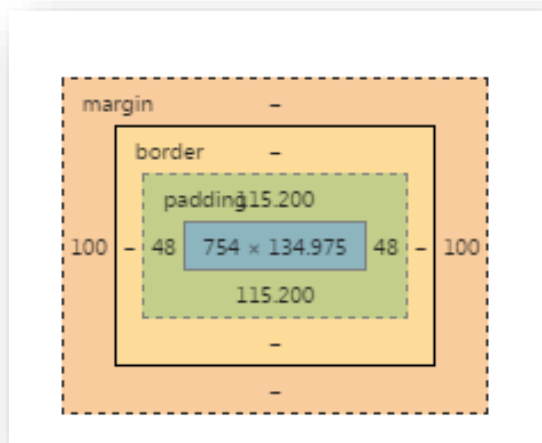 margin –
border –
padding 115.200
100 – 48 754 × 134.975 48 – 100
115.200
–
–